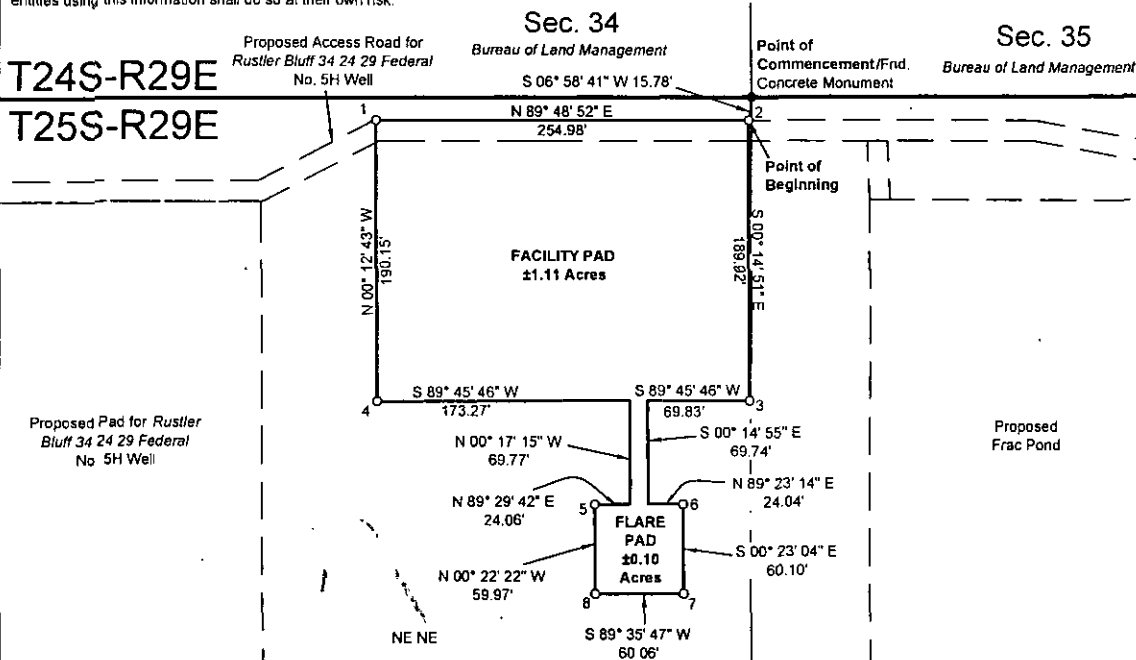 entities using this information shall do so at their own risk.
Sec. 34
Bureau of Land Management
Sec. 35
Bureau of Land Management
Proposed Access Road for
Rustler Bluff 34 24 29 Federal
No. 5H Well
Point of
Commencement/Fnd.
Concrete Monument
T24S-R29E
S 06° 58' 41" W 15.78'
T25S-R29E
1
N 89° 48' 52" E
254.98'
2
Point of
Beginning
N 00° 12' 43" W
190.15'
FACILITY PAD
±1.11 Acres
S 00° 14' 51" E
189.92'
4
S 89° 45' 46" W
173.27'
S 89° 45' 46" W
69.83'
3
Proposed Pad for Rustler
Bluff 34 24 29 Federal
No 5H Well
Proposed
Frac Pond
N 00° 17' 15" W
69.77'
S 00° 14' 55" E
69.74'
N 89° 29' 42" E
24.06'
N 89° 23' 14" E
24.04'
5
6
FLARE
PAD
±0.10
Acres
N 00° 22' 22" W
59.97'
S 00° 23' 04" E
60.10'
8
7
S 89° 35' 47" W
60 06'
NE NE